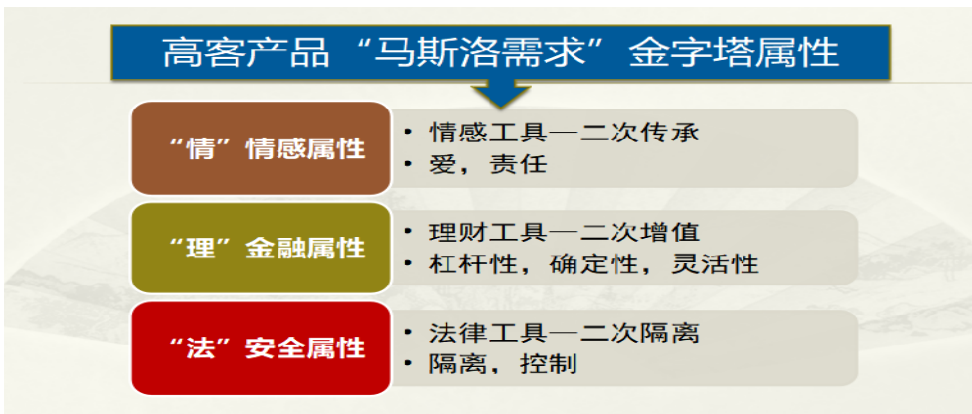 高客产品“马斯洛需求”金字塔属性
“情”情感属性
• 情感工具—二次传承
• 爱，责任
“理”金融属性
• 理财工具—二次增值
• 杠杆性，确定性，灵活性
“法”安全属性
• 法律工具—二次隔离
• 隔离，控制